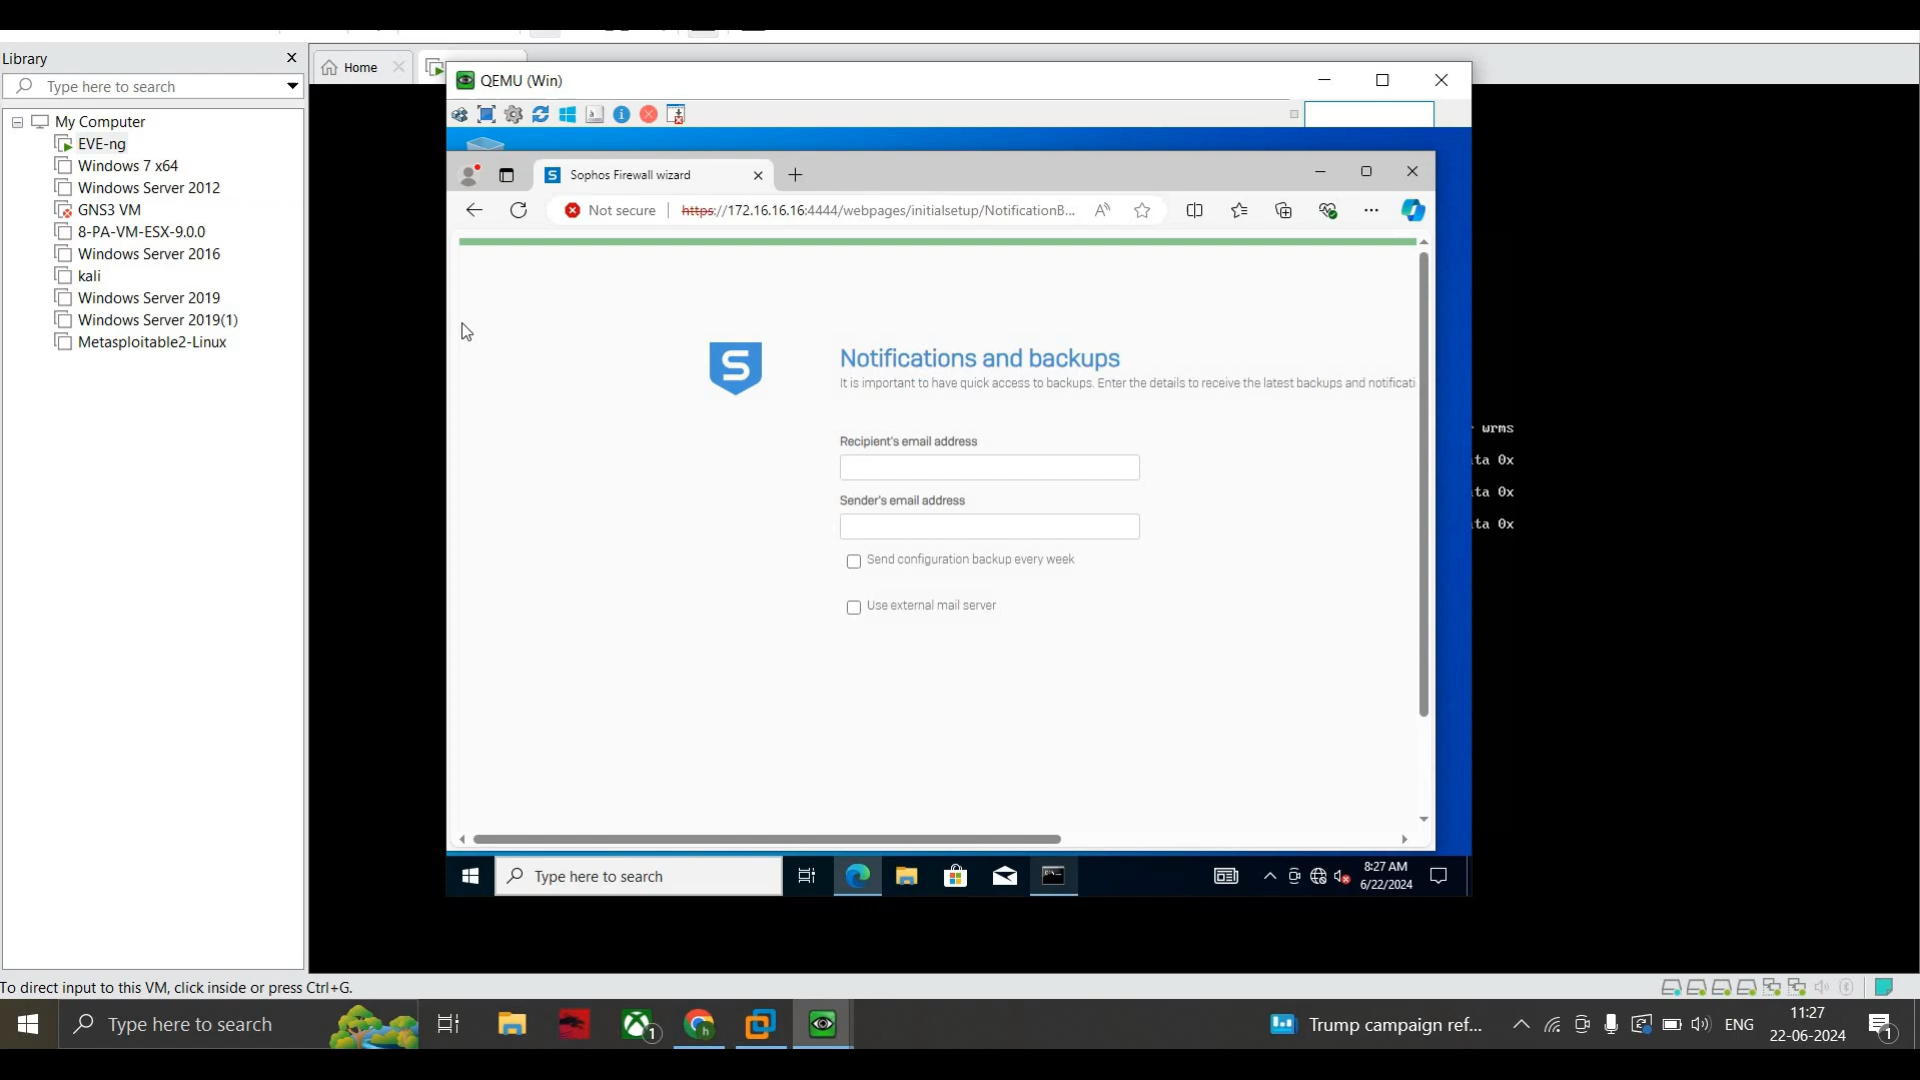 Library
Type here to search
My Computer
EVE-ng
Windows 7 x64
Windows Server 2012
GNS3 VM
8-PA-VM-ESX-9.0.0
Windows Server 2016
kali
Windows Server 2019
Windows Server 2019(1)
Metasploitable2-Linux
Home
QEMU (Win)
Sophos Firewall wizard
Not secure
https://172.16.16.16:4444/webpages/initialsetup/NotificationB...
Notifications and backups
It is important to have quick access to backups. Enter the details to receive the latest backups and notificati
Recipient's email address
Sender's email address
Send configuration backup every week
Use external mail server
wrms
ta 0x
ta 0x
ta 0x
Type here to search
8:27 AM
6/22/2024
To direct input to this VM, click inside or press Ctrl+G.
Type here to search
1
Trump campaign ref...
ENG
11:27
22-06-2024
1